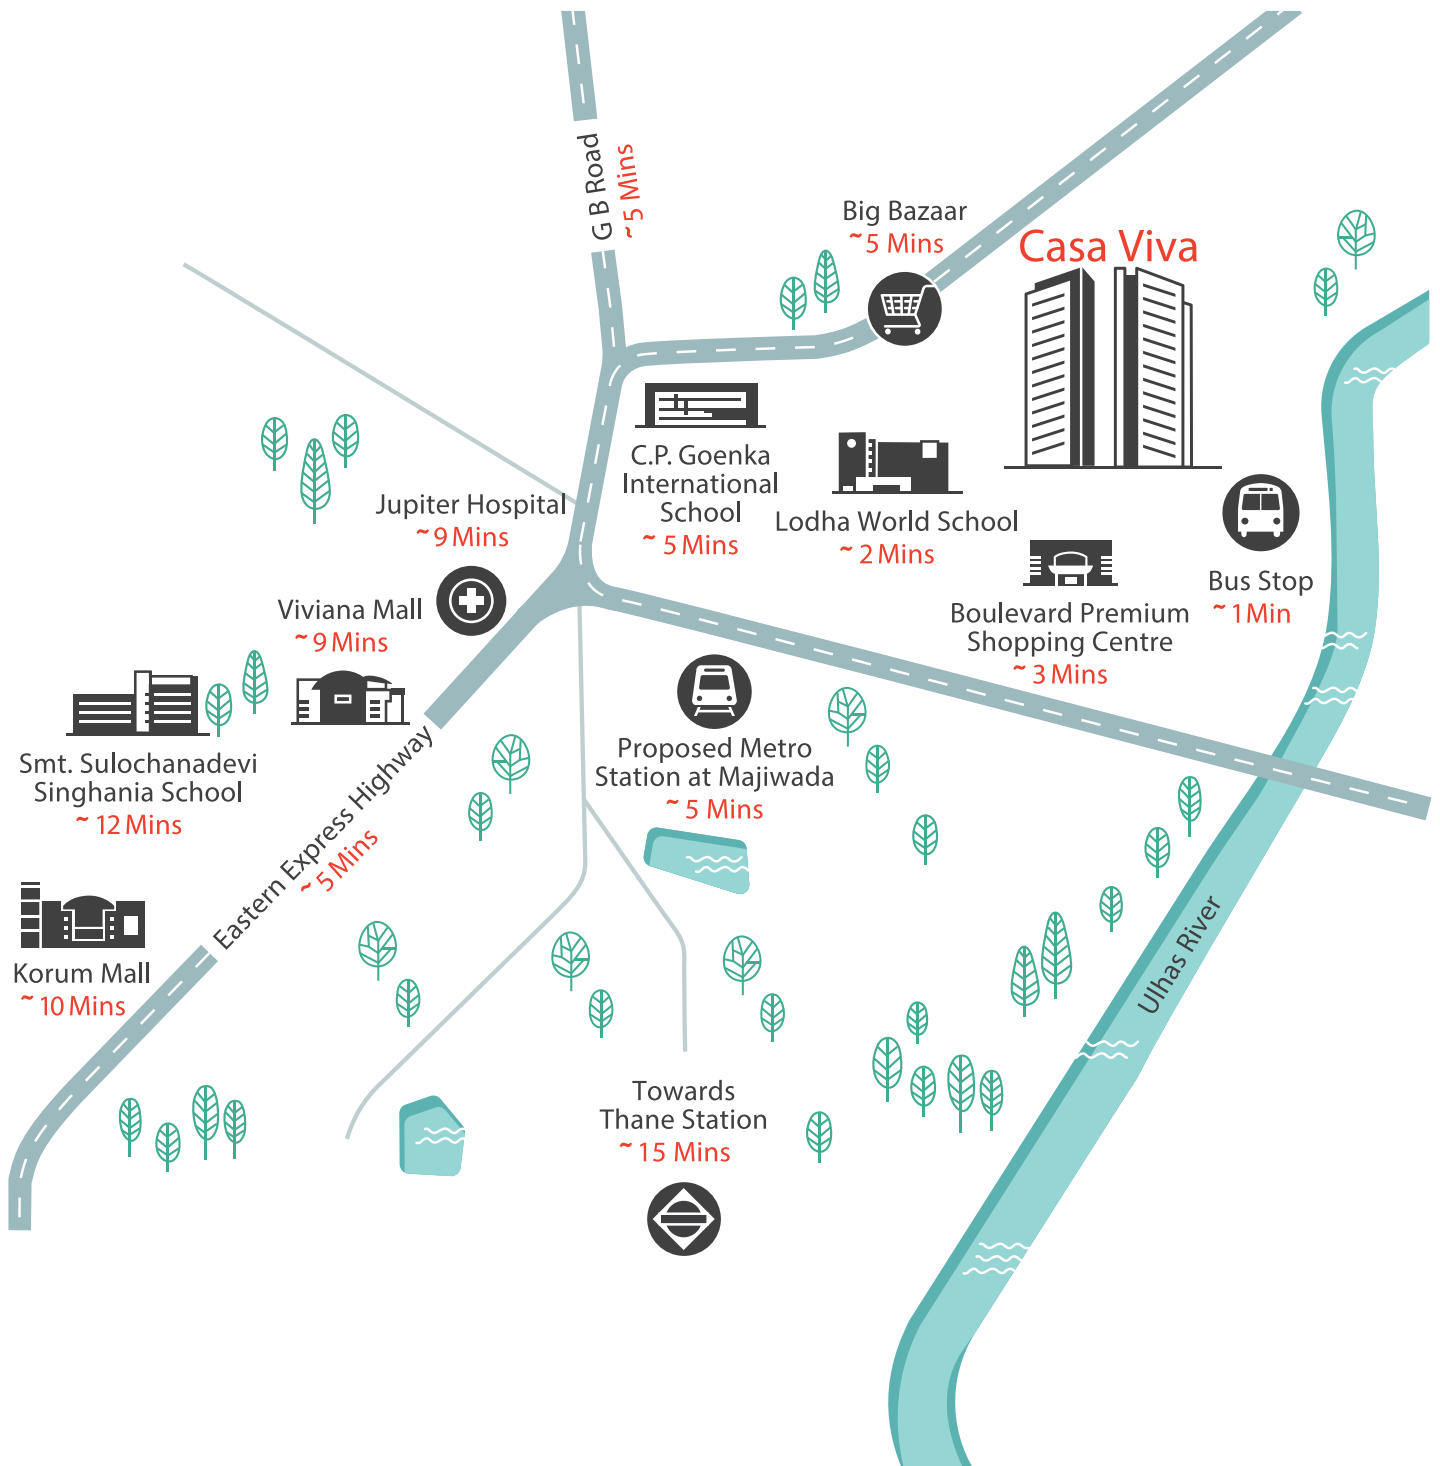 G B Road
~5 Mins
Big Bazaar
~5 Mins
Casa Viva
C.P. Goenka
International
School
~ 5 Mins
Jupiter Hospital
~9 Mins
Lodha World School
~ 2 Mins
Bus Stop
~ 1 Min
Boulevard Premium
Shopping Centre
~ 3 Mins
Viviana Mall
~ 9 Mins
Smt. Sulochanadevi
Singhania School
~ 12 Mins
Proposed Metro
Station at Majiwada
~ 5 Mins
Eastern Express Highway
~ 5 Mins
Korum Mall
~ 10 Mins
Ulhas River
Towards
Thane Station
~ 15 Mins